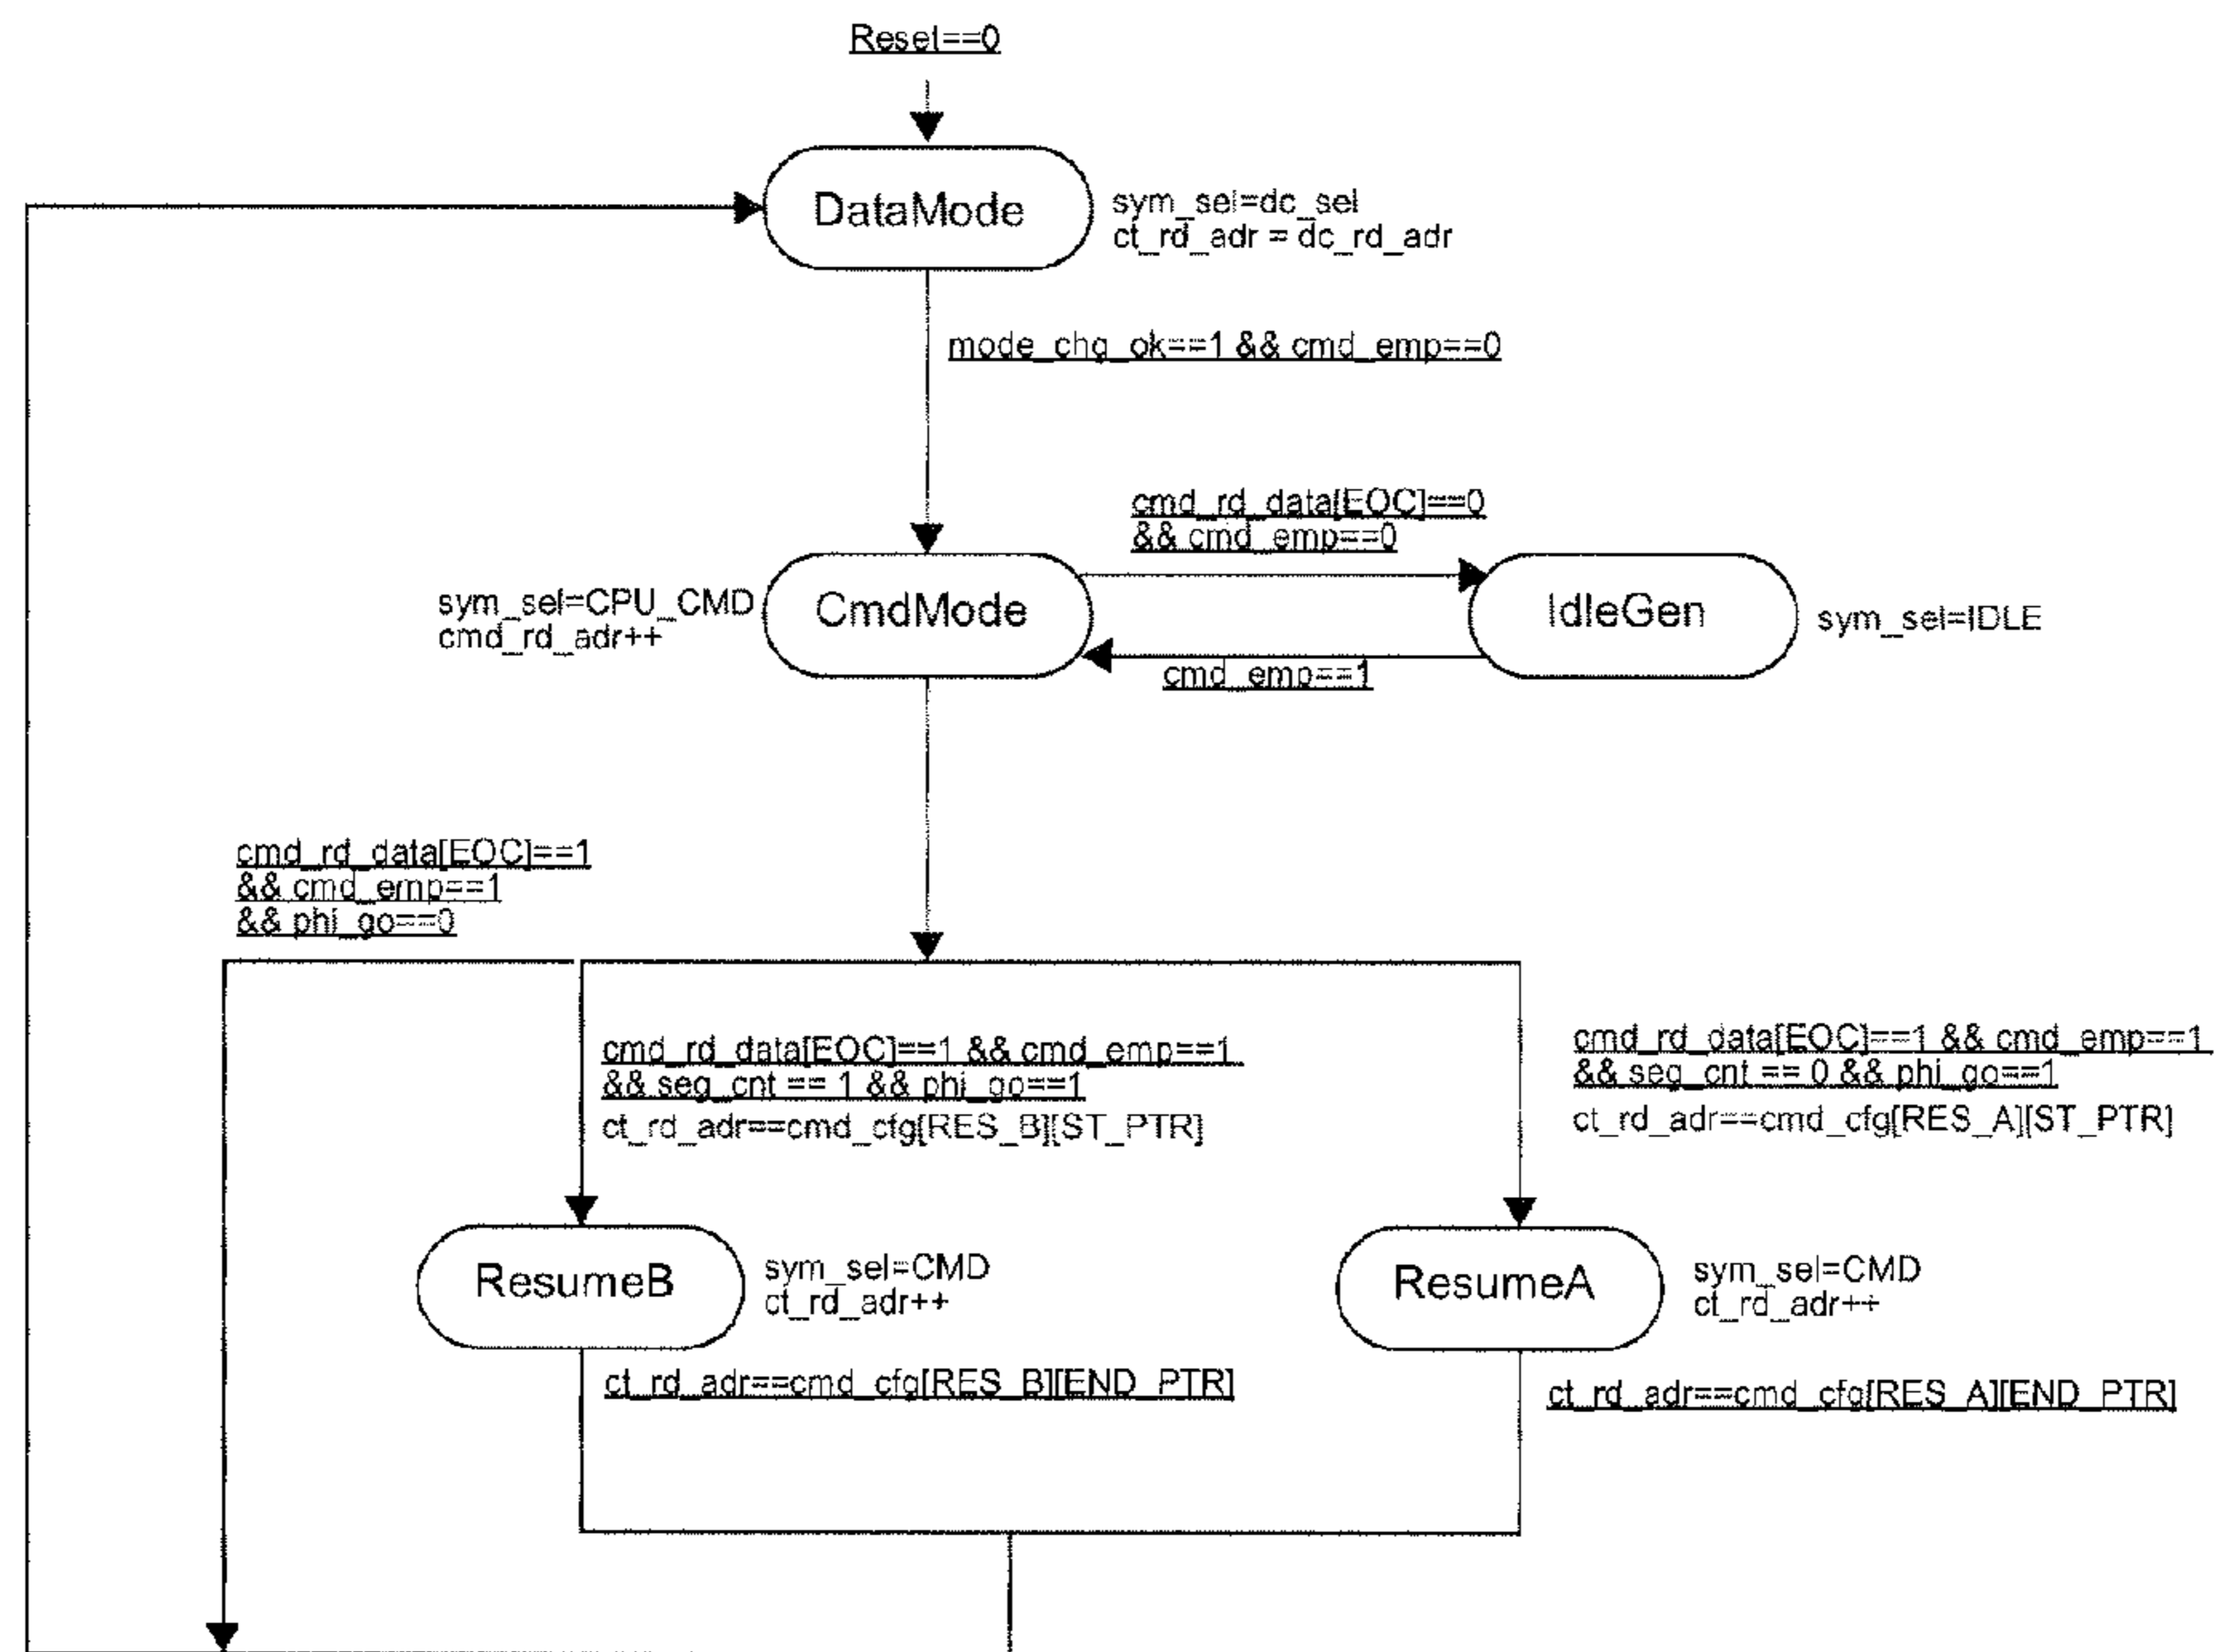 Reset==0
DataMode
sym_sel=dc_sel
ct_rd_adr = dc_rd_adr
mode_chg_ok==1 && cmd_emp==0
cmd_rd_data[EOC]==0
&& cmd_emp==0
sym_sel=CPU_CMD
cmd_rd_adr++
CmdMode
IdleGen
sym_sel=IDLE
cmd_emp==1
cmd_rd_data[EOC]==1
&& cmd_emp==1
&& phi_go==0
cmd_rd_data[EOC]==1 && cmd_emp==1
&& seg_cnt == 1 && phi_go==1
ct_rd_adr==cmd_cfg[RES_B][ST_PTR]
cmd_rd_data[EOC]==1 && cmd_emp==1
&& seg_cnt == 0 && phi_go==1
ct_rd_adr==cmd_cfg[RES_A][ST_PTR]
ResumeB
sym_sel=CMD
ct_rd_adr++
ResumeA
sym_sel=CMD
ct_rd_adr++
ct_rd_adr==cmd_cfg[RES_B][END_PTR]
ct_rd_adr==cmd_cfg[RES_A][END_PTR]